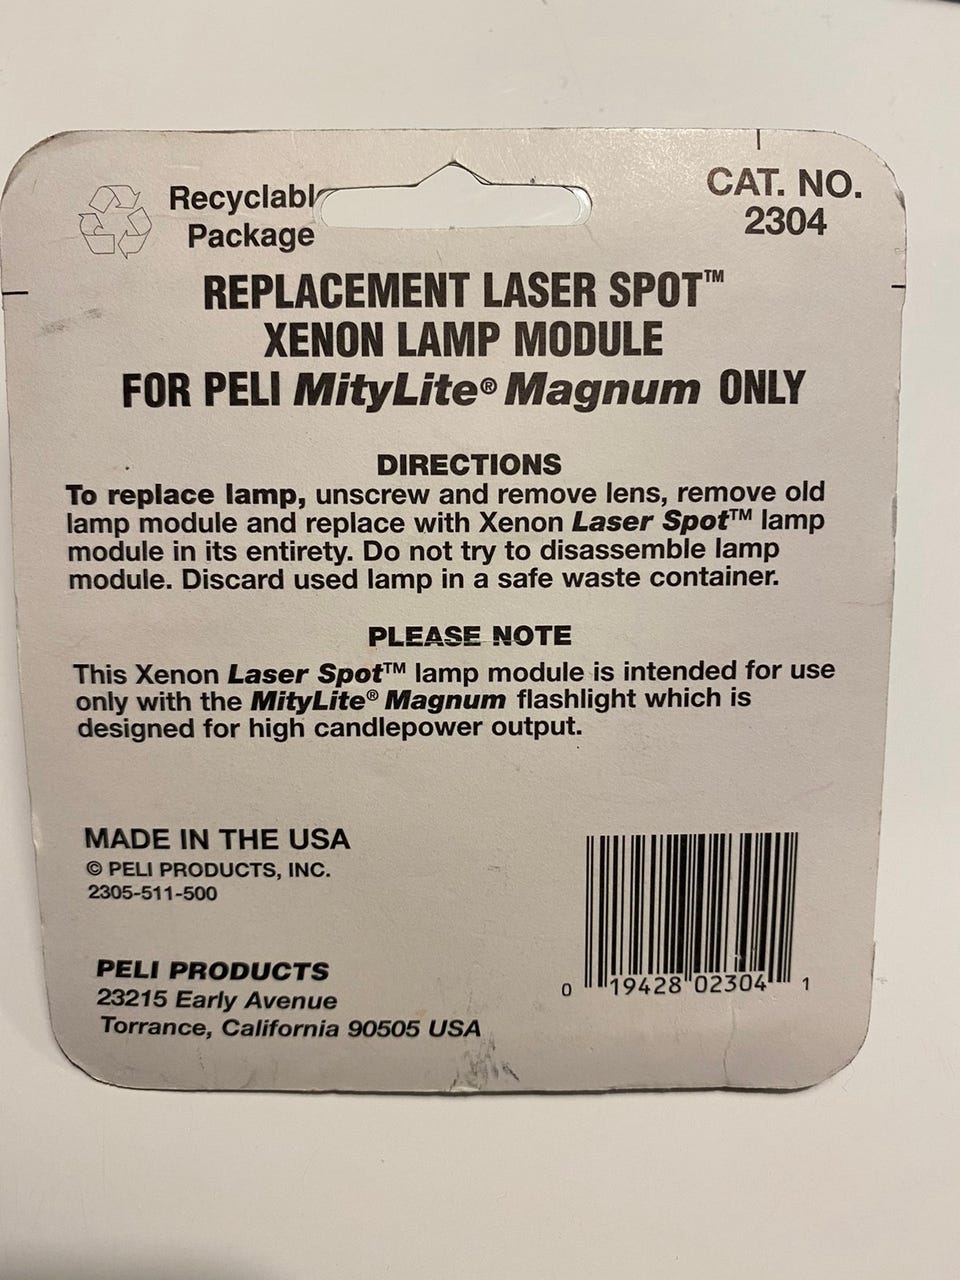 Recyclabl
Package
CAT. NO.
2304
REPLACEMENT LASER SPOT™
XENON LAMP MODULE
FOR PELI MityLite® Magnum ONLY
DIRECTIONS
To replace lamp, unscrew and remove lens, remove old
lamp module and replace with Xenon Laser Spot™ lamp
module in its entirety. Do not try to disassemble lamp
module. Discard used lamp in a safe waste container.
PLEASE NOTE
This Xenon Laser Spot™ lamp module is intended for use
only with the MityLite® Magnum flashlight which is
designed for high candlepower output.
MADE IN THE USA
© PELI PRODUCTS, INC.
2305-511-500
PELI PRODUCTS
23215 Early Avenue
Torrance, California 90505 USA
0 19428 02304 1